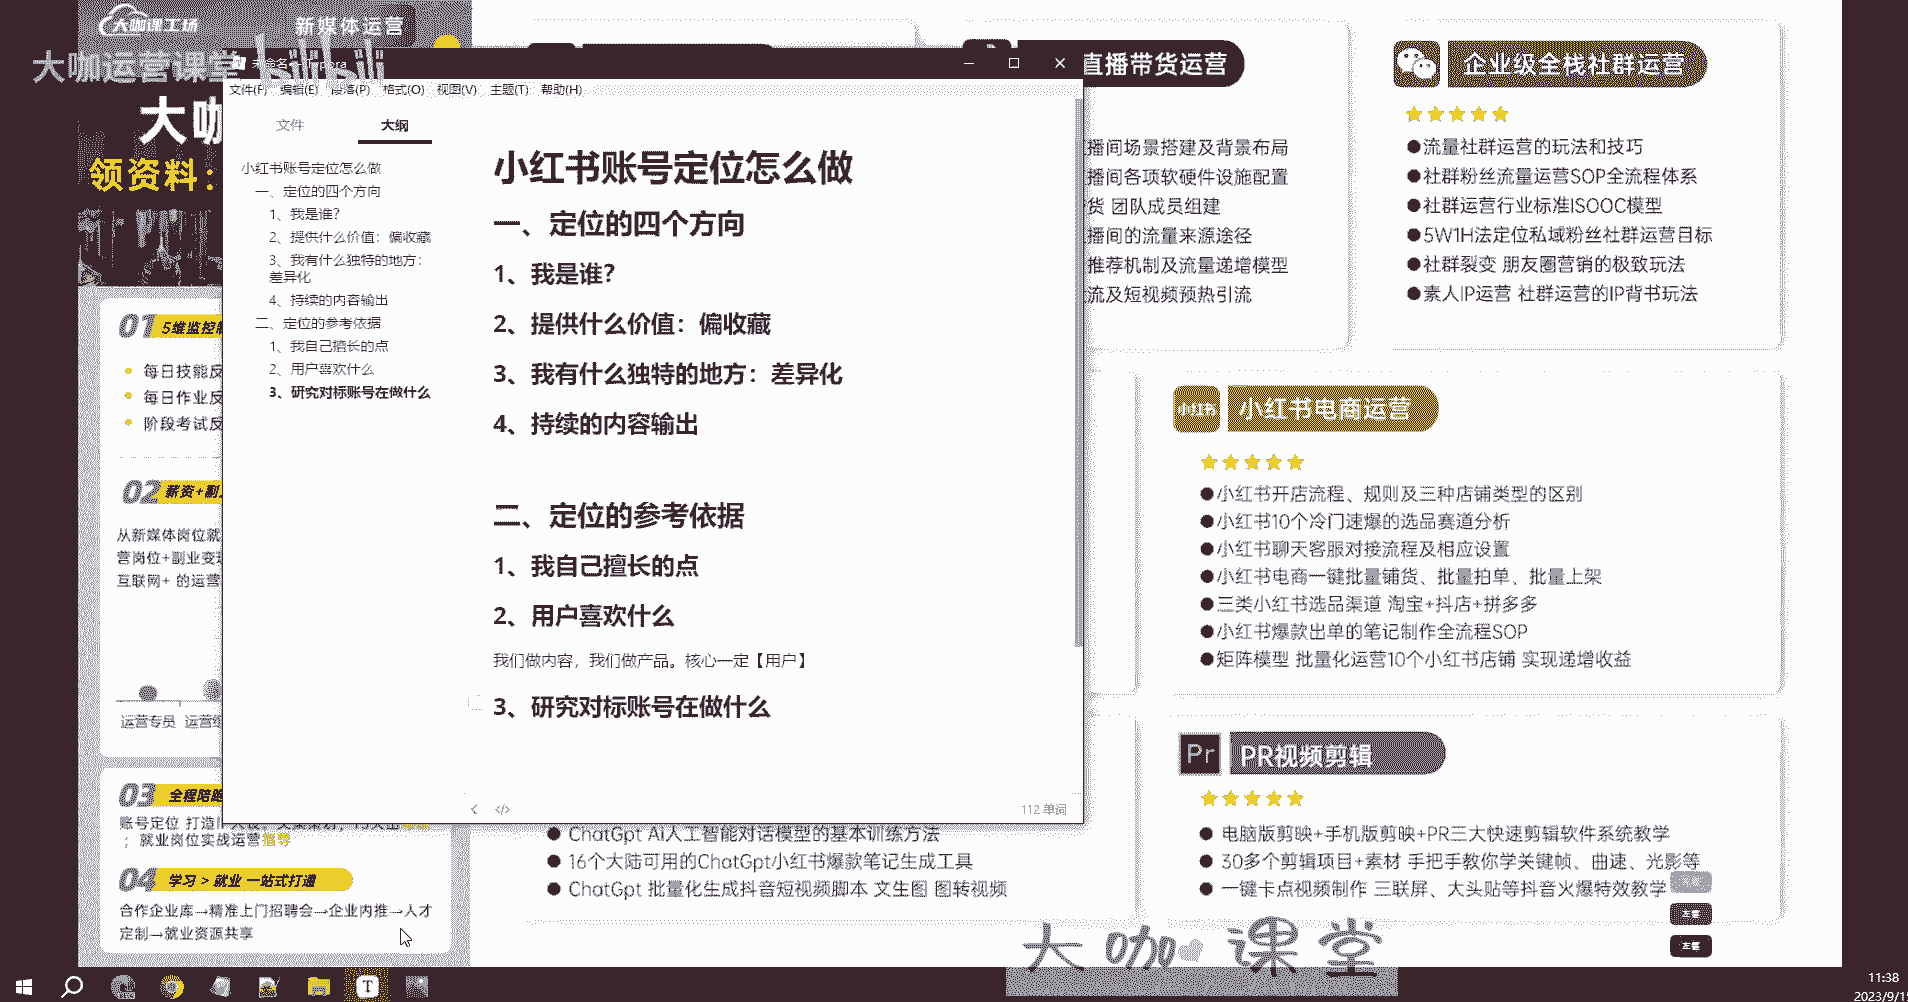 大咖课工场
新媒体运营
大咖运营课堂 bilibili
大咖
领资料：
01 5维监控制
每日技能反
每日作业反
阶段考试反
02 薪资+副
从新媒体岗位就
营岗位+副业变现
互联网+ 的运营
运营专员
03 全程陪跑
账号定位 打造
；就业岗位实战运营指导
04 学习 > 就业 一站式打通
合作企业库→精准上门招聘会→企业内推→人才
定制→就业资源共享
未命名 - Typora
文件(F) 编辑(E) 段落(P) 格式(O) 视图(V) 主题(T) 帮助(H)
文件 大纲
小红书账号定位怎么做
一、定位的四个方向
1、我是谁？
2、提供什么价值：偏收藏
3、我有什么独特的地方：
差异化
4、持续的内容输出
二、定位的参考依据
1、我自己擅长的点
2、用户喜欢什么
3、研究对标账号在做什么
小红书账号定位怎么做
一、定位的四个方向
1、我是谁？
2、提供什么价值：偏收藏
3、我有什么独特的地方：差异化
4、持续的内容输出
二、定位的参考依据
1、我自己擅长的点
2、用户喜欢什么
我们做内容，我们做产品。核心一定【用户】
3、研究对标账号在做什么
</>
112 单词
直播带货运营
播间场景搭建及背景布局
播间各项软硬件设施配置
货 团队成员组建
播间的流量来源途径
推荐机制及流量递增模型
流及短视频预热引流
企业级全栈社群运营
●流量社群运营的玩法和技巧
●社群粉丝流量运营SOP全流程体系
●社群运营行业标准ISOOC模型
●5W1H法定位私域粉丝社群运营目标
●社群裂变 朋友圈营销的极致玩法
●素人IP运营 社群运营的IP背书玩法
小红书 小红书电商运营
●小红书开店流程、规则及三种店铺类型的区别
●小红书10个冷门速爆的选品赛道分析
●小红书聊天客服对接流程及相应设置
●小红书电商一键批量铺货、批量拍单、批量上架
●三类小红书选品渠道 淘宝+抖店+拼多多
●小红书爆款出单的笔记制作全流程SOP
●矩阵模型 批量化运营10个小红书店铺 实现递增收益
Pr PR视频剪辑
● 电脑版剪映+手机版剪映+PR三大快速剪辑软件系统教学
● 30多个剪辑项目+素材 手把手教你学关键帧、曲速、光影等
● 一键卡点视频制作 三联屏、大头贴等抖音火爆特效教学
● ChatGpt AI人工智能对话模型的基本训练方法
● 16个大陆可用的ChatGpt小红书爆款笔记生成工具
● ChatGpt 批量化生成抖音短视频脚本 文生图 图转视频
左蓄
左蓄
大咖课堂
T
11:38
2023/9/1